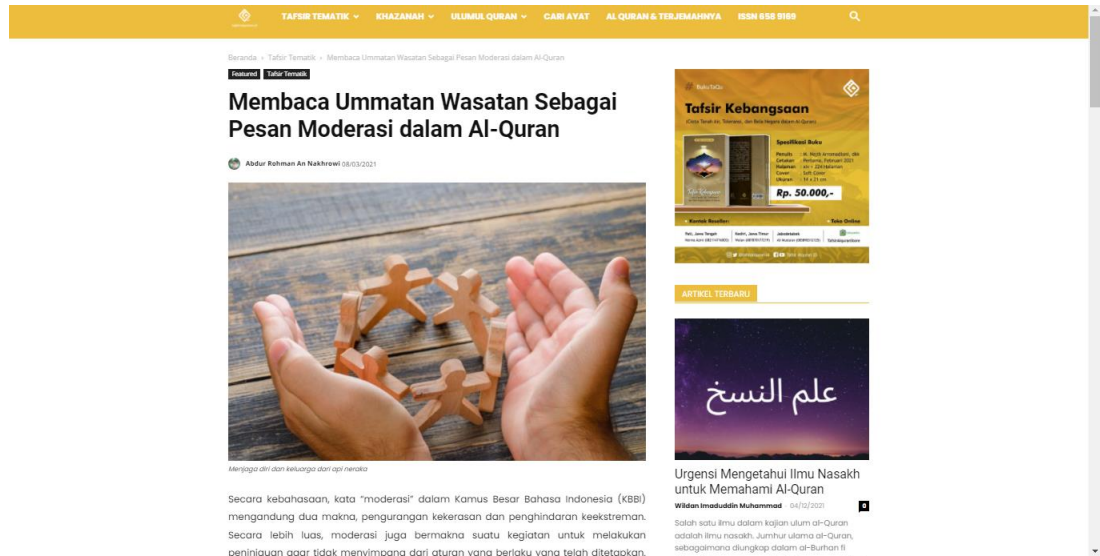 TAFSIR TEMATIK KHAZANAH ULUMUL QURAN CARI AYAT AL QURAN & TERJEMAHNYA ISSN 658 9169
Beranda › Tafsir Tematik › Membaca Ummatan Wasatan Sebagai Pesan Moderasi dalam Al-Quran
Featured Tafsir Tematik
Membaca Ummatan Wasatan Sebagai
Pesan Moderasi dalam Al-Quran
Abdur Rohman An Nakhrowi 08/03/2021
Menjaga diri dan keluarga dari api neraka
Secara kebahasaan, kata “moderasi” dalam Kamus Besar Bahasa Indonesia (KBBI)
mengandung dua makna, pengurangan kekerasan dan penghindaran keekstreman.
Secara lebih luas, moderasi juga bermakna suatu kegiatan untuk melakukan
peninjauan agar tidak menyimpang dari aturan yang berlaku yang telah ditetapkan.
Tafsir Kebangsaan
Spesifikasi Buku
Rp. 50.000,-
Kontak Reseller:
Toko Online
ARTIKEL TERBARU
علم النسخ
Urgensi Mengetahui Ilmu Nasakh
untuk Memahami Al-Quran
Wildan Imaduddin Muhammad - 04/12/2021 0
Salah satu ilmu dalam kajian ulum al-Quran
adalah ilmu nasakh. Jumhur ulama al-Quran,
sebagaimana diungkap dalam al-Burhan fi